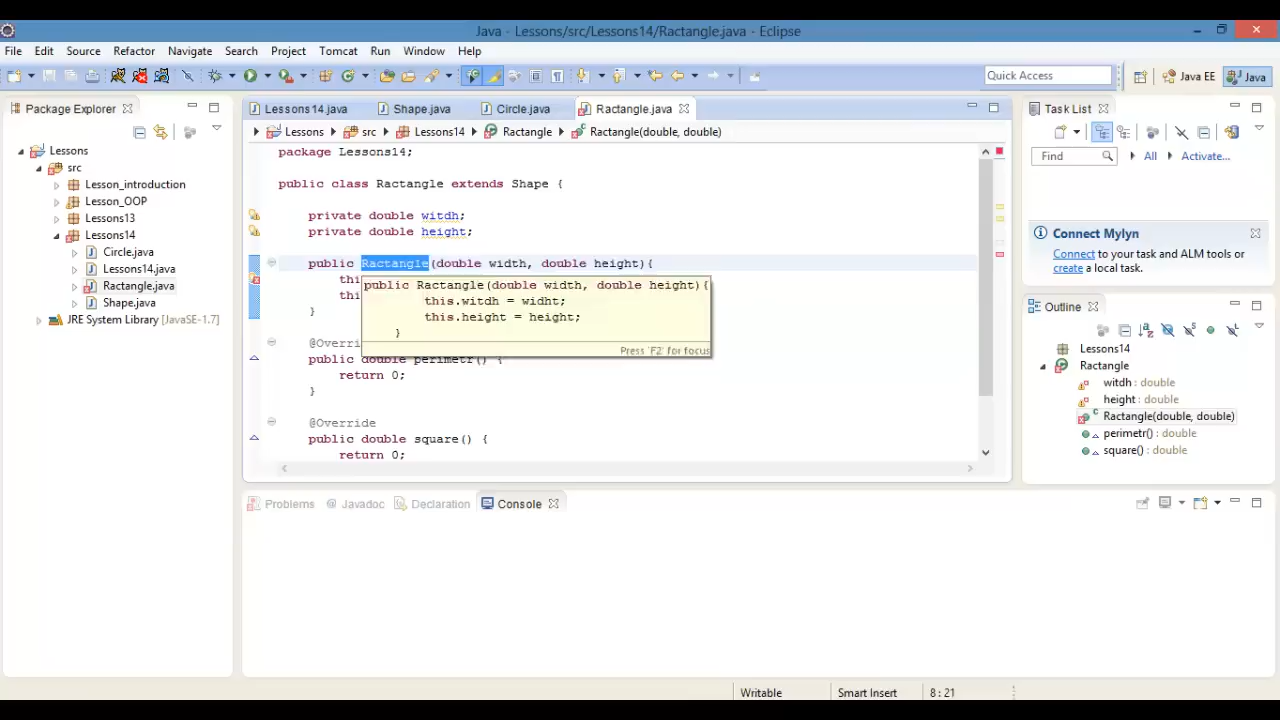 Java - Lessons/src/Lessons14/Ractangle.java - Eclipse
File Edit Source Refactor Navigate Search Project Tomcat Run Window Help
Quick Access
Java EE
Java
Package Explorer
Lessons
src
Lesson_introduction
Lesson_OOP
Lessons13
Lessons14
Circle.java
Lessons14.java
Ractangle.java
Shape.java
JRE System Library [JavaSE-1.7]
Lessons14.java Shape.java Circle.java Ractangle.java
Lessons src Lessons14 Ractangle Ractangle(double, double)
package Lessons14;
public class Ractangle extends Shape {
private double witdh;
private double height;
public Ractangle(double width, double height){
thi
thi
}
public Ractangle(double width, double height){
this.witdh = widht;
this.height = height;
}
Press 'F2' for focus
@Overri
public double perimetr() {
return 0;
}
@Override
public double square() {
return 0;
Task List
Find All Activate...
Connect Mylyn
Connect to your task and ALM tools or
create a local task.
Outline
Lessons14
Ractangle
witdh : double
height : double
Ractangle(double, double)
perimetr() : double
square() : double
Problems @ Javadoc Declaration Console
Writable Smart Insert 8 : 21